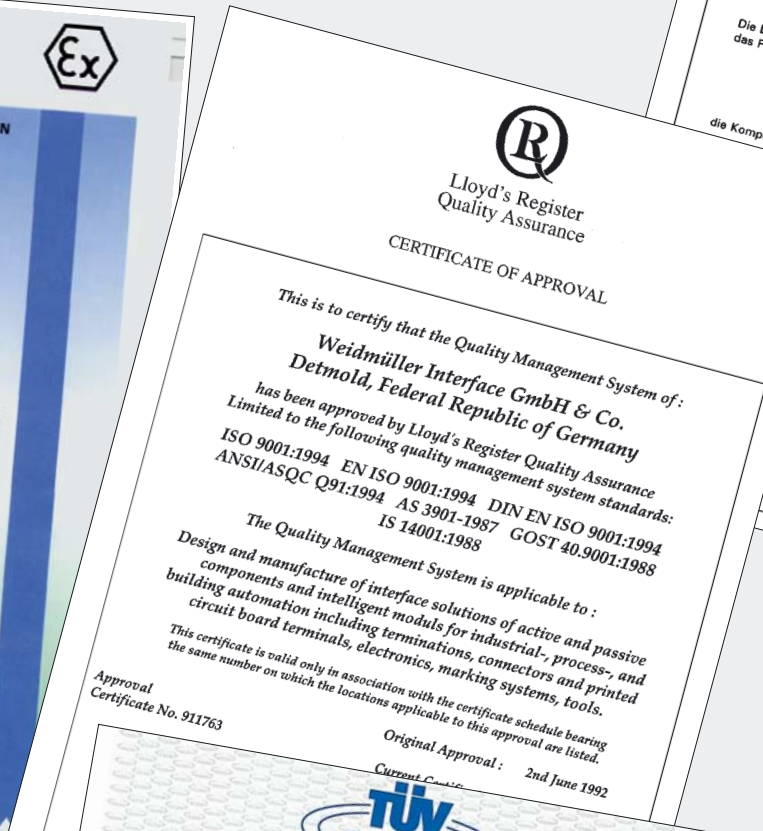 Ex
N
Die
das
die Komp
Lloyd's Register
Quality Assurance
CERTIFICATE OF APPROVAL
This is to certify that the Quality Management System of :
Weidmüller Interface GmbH & Co.
Detmold, Federal Republic of Germany
has been approved by Lloyd's Register Quality Assurance
Limited to the following quality management system standards:
ISO 9001:1994 EN ISO 9001:1994 DIN EN ISO 9001:1994
ANSI/ASQC Q91:1994 AS 3901-1987 GOST 40.9001:1988
IS 14001:1988
The Quality Management System is applicable to :
Design and manufacture of interface solutions of active and passive
components and intelligent moduls for industrial-, process-, and
building automation including terminations, connectors and printed
circuit board terminals, electronics, marking systems, tools.
This certificate is valid only in association with the certificate schedule bearing
the same number on which the locations applicable to this approval are listed.
Approval
Certificate No. 911763
Original Approval : 2nd June 1992
Current
TÜV